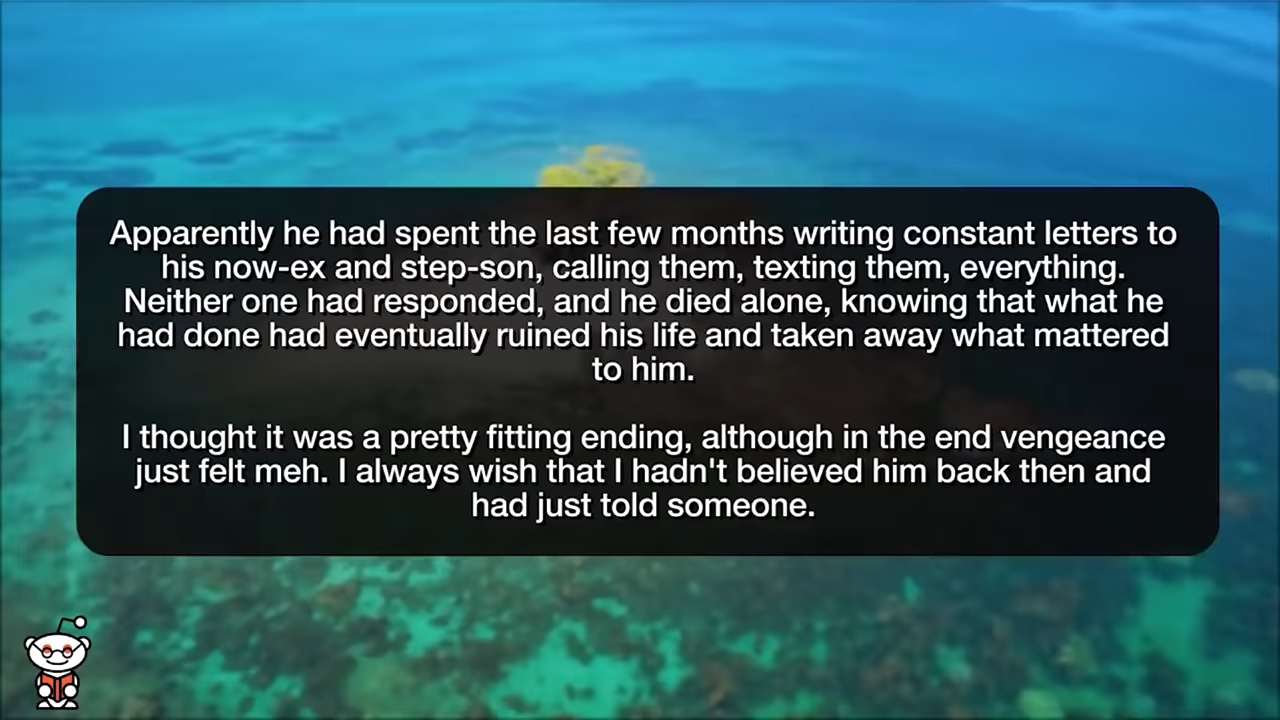 Apparently he had spent the last few months writing constant letters to
his now-ex and step-son, calling them, texting them, everything.
Neither one had responded, and he died alone, knowing that what he
had done had eventually ruined his life and taken away what mattered
to him.
I thought it was a pretty fitting ending, although in the end vengeance
just felt meh. I always wish that I hadn't believed him back then and
had just told someone.